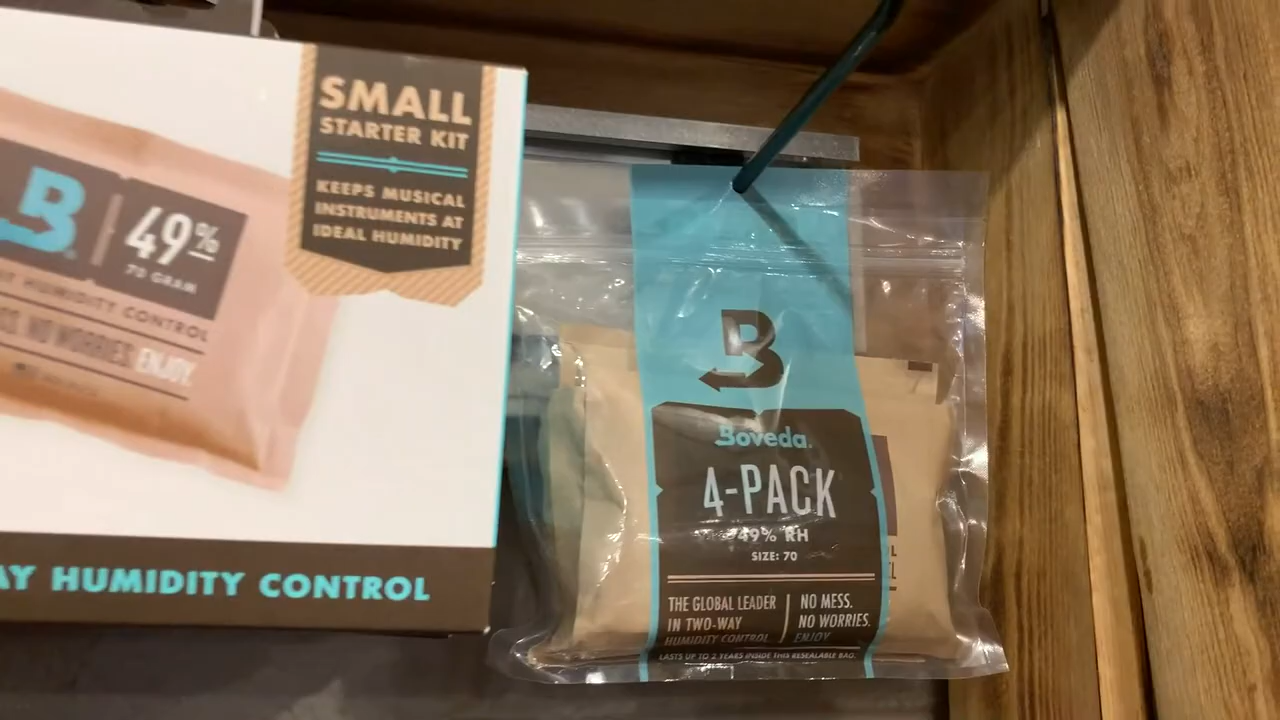 SMALL
STARTER KIT
KEEPS MUSICAL
INSTRUMENTS AT
IDEAL HUMIDITY
B
49%
70 GRAM
HUMIDITY CONTROL
NO WORRIES. ENJOY.
HUMIDITY CONTROL
B
Boveda.
4-PACK
49% RH
SIZE: 70
THE GLOBAL LEADER
IN TWO-WAY
HUMIDITY CONTROL
NO MESS.
NO WORRIES.
ENJOY
LASTS UP TO 2 YEARS INSIDE THIS RESEALABLE BAG.